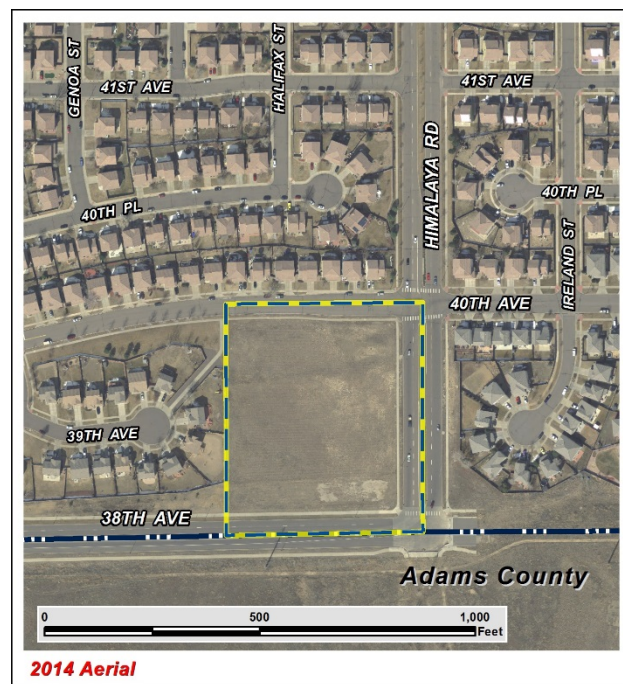 GENOA ST
41ST AVE
HALIFAX ST
HIMALAYA RD
41ST AVE
40TH PL
40TH PL
IRELAND ST
40TH AVE
39TH AVE
38TH AVE
Adams County
0 500 1,000
Feet
2014 Aerial